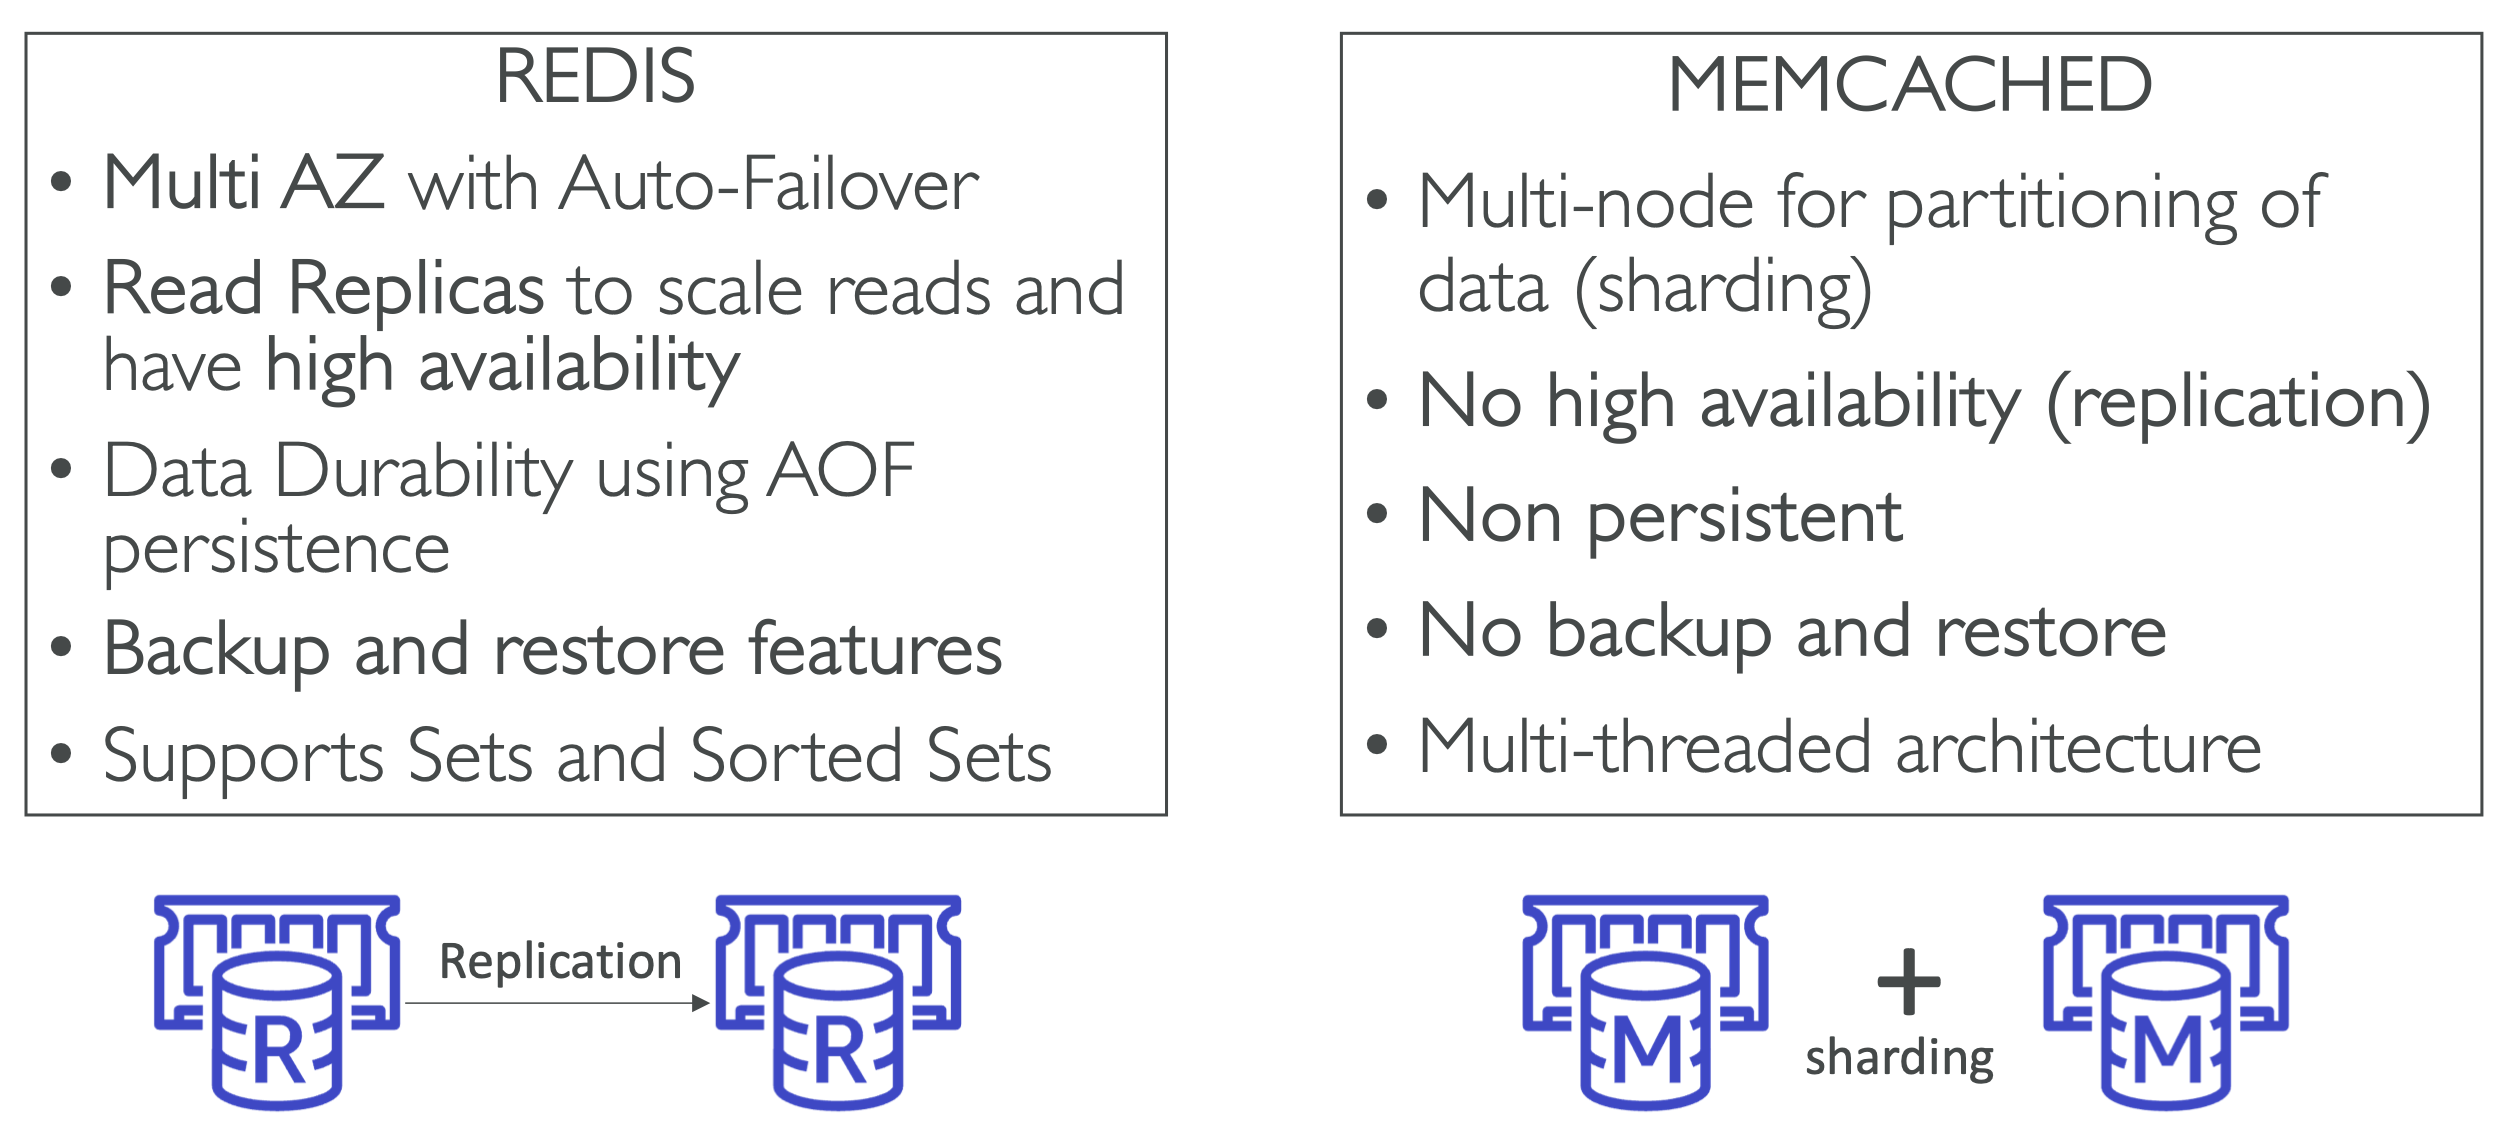 REDIS
• Multi AZ with Auto-Failover
• Read Replicas to scale reads and
have high availability
• Data Durability using AOF
persistence
• Backup and restore features
• Supports Sets and Sorted Sets
MEMCACHED
• Multi-node for partitioning of
data (sharding)
• No high availability (replication)
• Non persistent
• No backup and restore
• Multi-threaded architecture
R
Replication
R
M
+
sharding
M